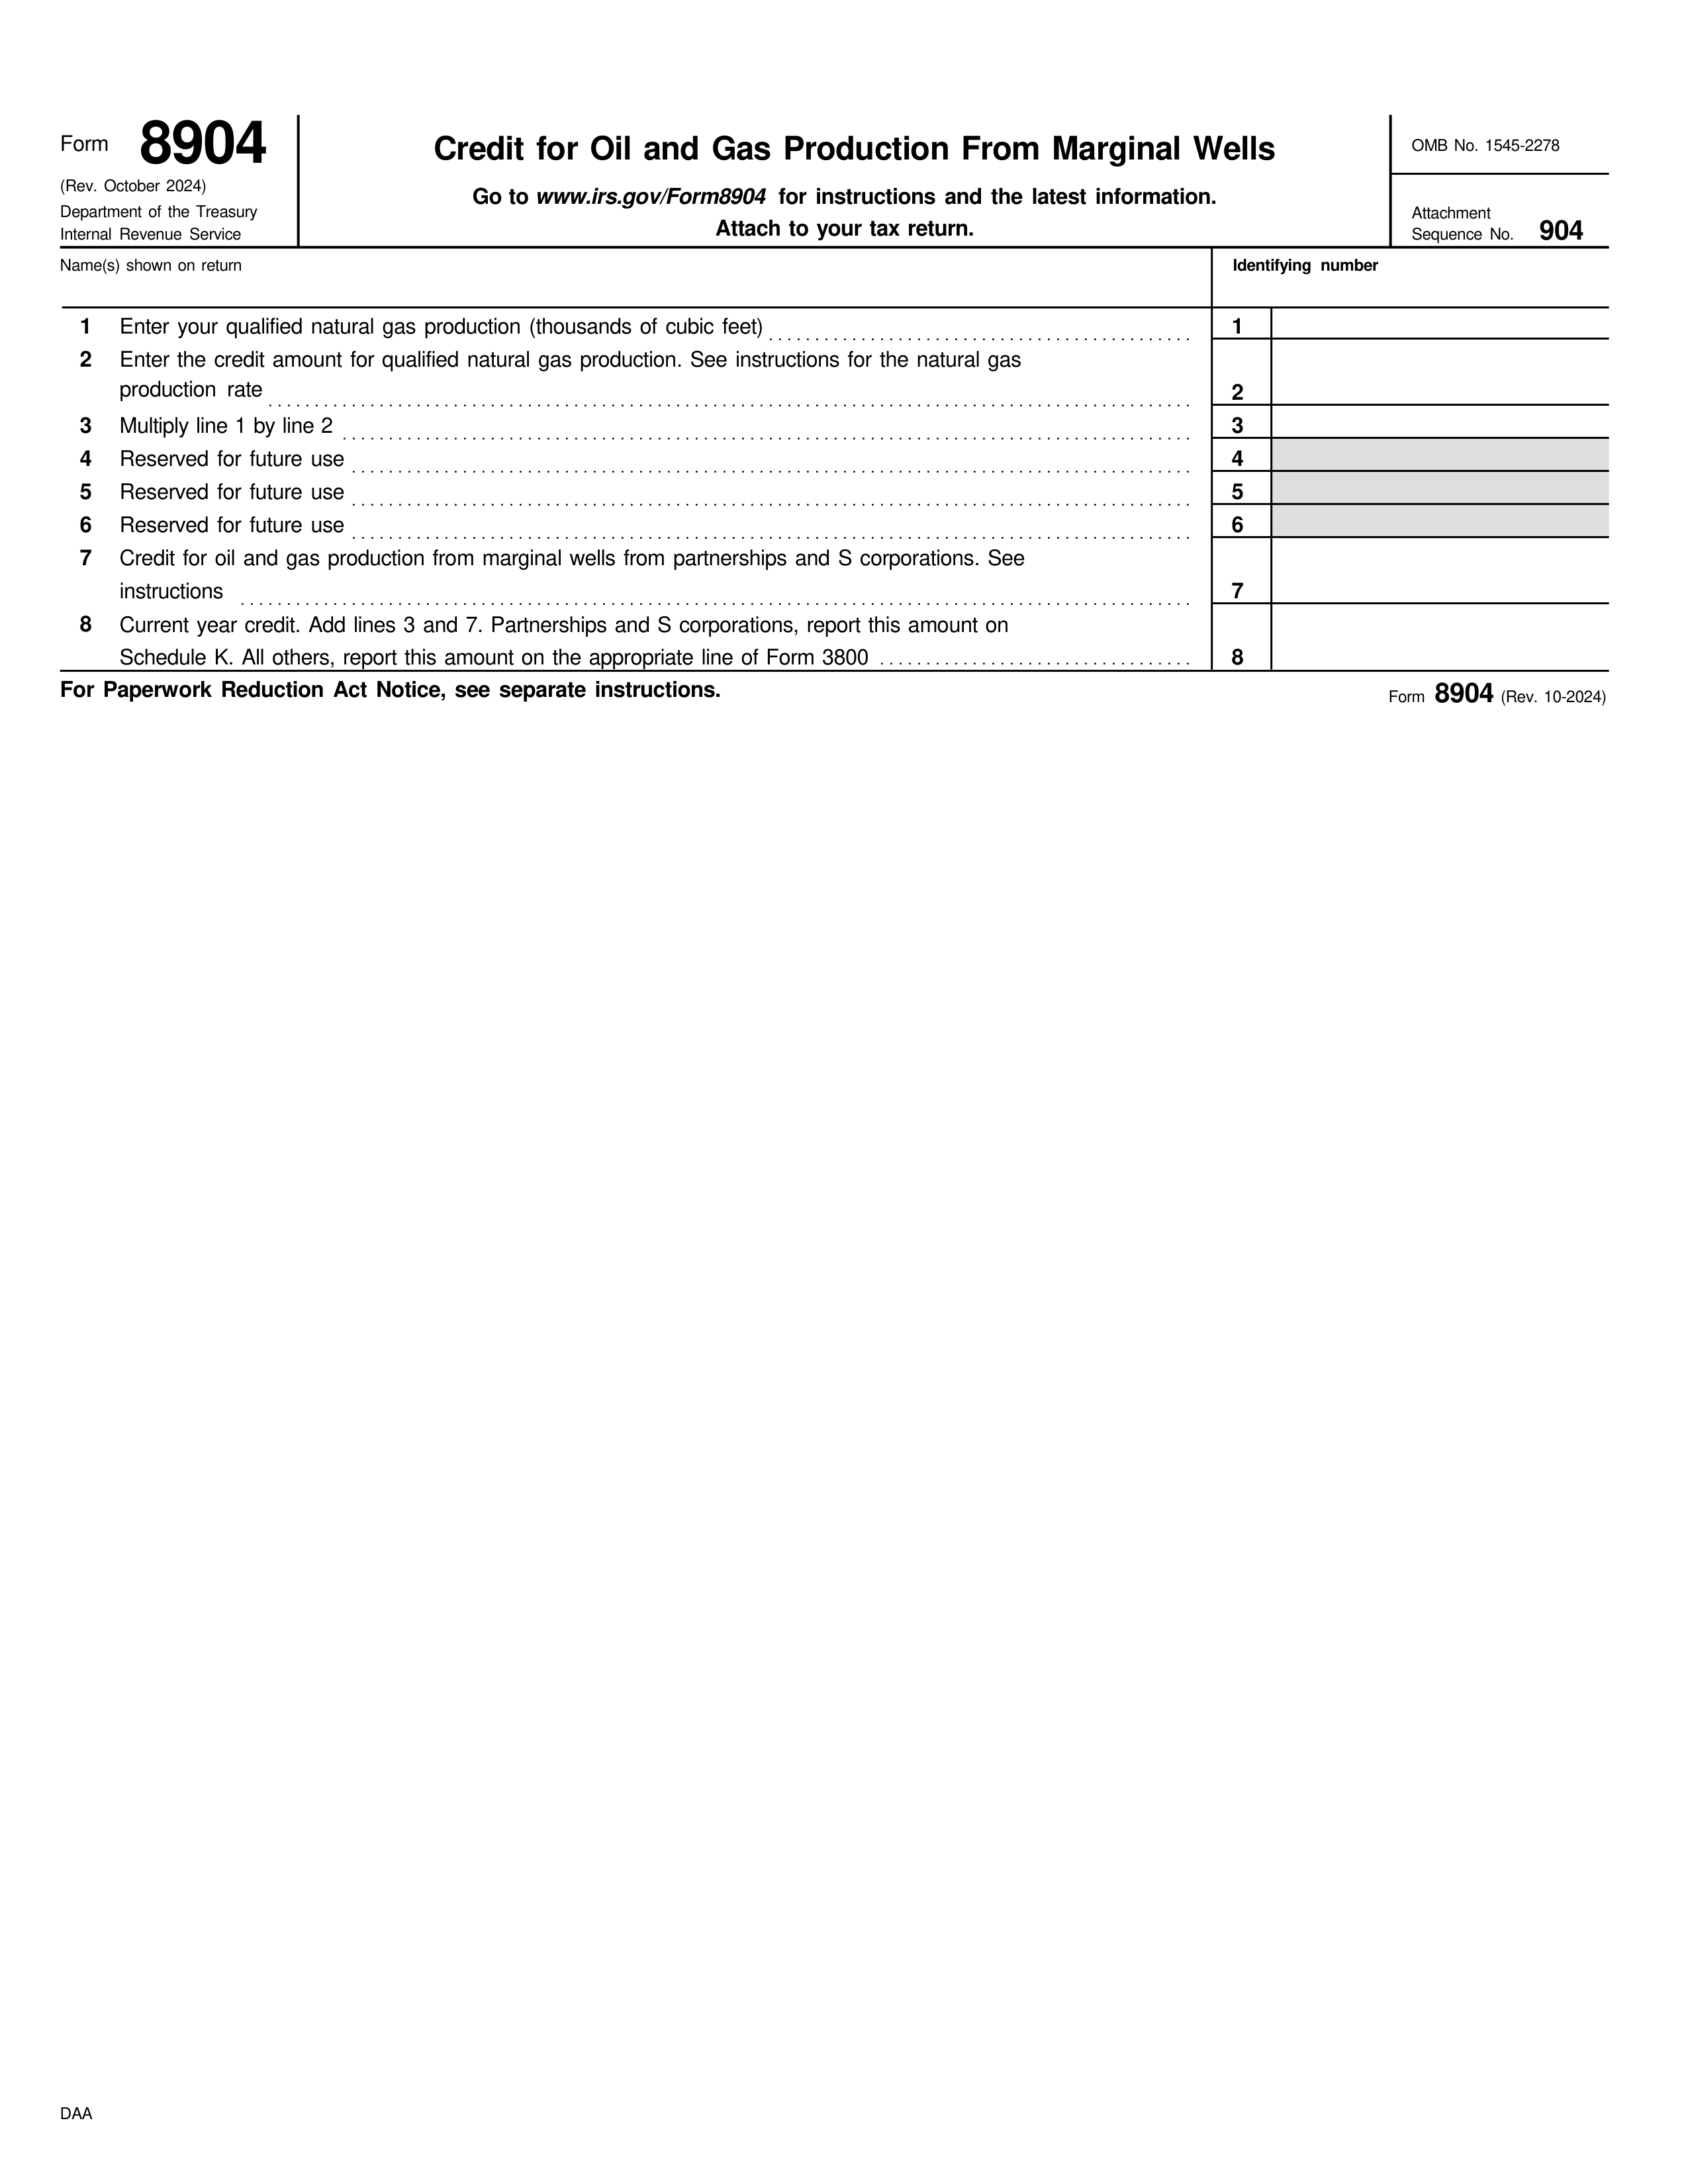 Form 8904
(Rev. October 2024)
Department of the Treasury
Internal Revenue Service
Credit for Oil and Gas Production From Marginal Wells
Go to www.irs.gov/Form8904 for instructions and the latest information.
Attach to your tax return.
OMB No. 1545-2278
Attachment
Sequence No. 904
Name(s) shown on return
Identifying number
1 Enter your qualified natural gas production (thousands of cubic feet) 1
2 Enter the credit amount for qualified natural gas production. See instructions for the natural gas
production rate 2
3 Multiply line 1 by line 2 3
4 Reserved for future use 4
5 Reserved for future use 5
6 Reserved for future use 6
7 Credit for oil and gas production from marginal wells from partnerships and S corporations. See
instructions 7
8 Current year credit. Add lines 3 and 7. Partnerships and S corporations, report this amount on
Schedule K. All others, report this amount on the appropriate line of Form 3800 8
For Paperwork Reduction Act Notice, see separate instructions.
Form 8904 (Rev. 10-2024)
DAA